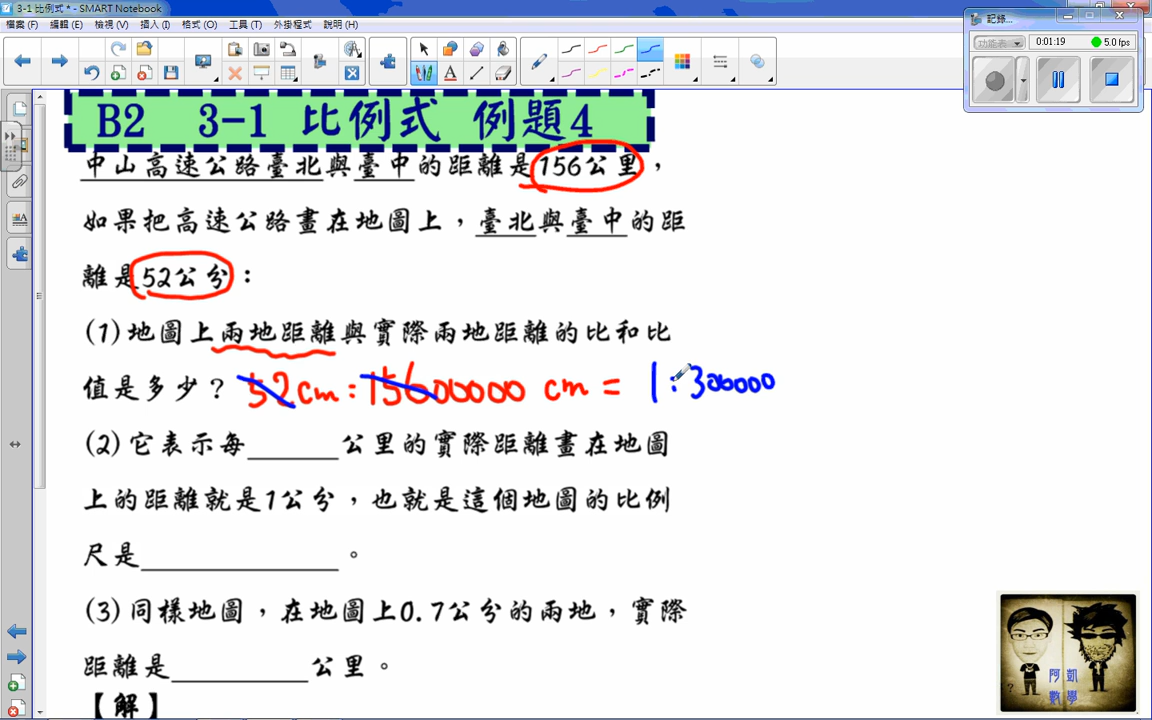 3-1 比例式 * - SMART Notebook
檔案 (F) 編輯 (E) 檢視 (V) 插入 (I) 格式 (O) 工具 (T) 外掛程式 說明 (H)
記錄...
功能表 0:01:19 5.0 fps
B2 3-1 比例式 例題4
中山高速公路臺北與臺中的距離是156公里，
如果把高速公路畫在地圖上，臺北與臺中的距
離是52公分：
(1)地圖上兩地距離與實際兩地距離的比和比
值是多少？ 52cm:15600000 cm = 1:300000
(2)它表示每______公里的實際距離畫在地圖
上的距離就是1公分，也就是這個地圖的比例
尺是_____________。
(3)同樣地圖，在地圖上0.7公分的兩地，實際
距離是_________公里。
【解】
阿凱
數學